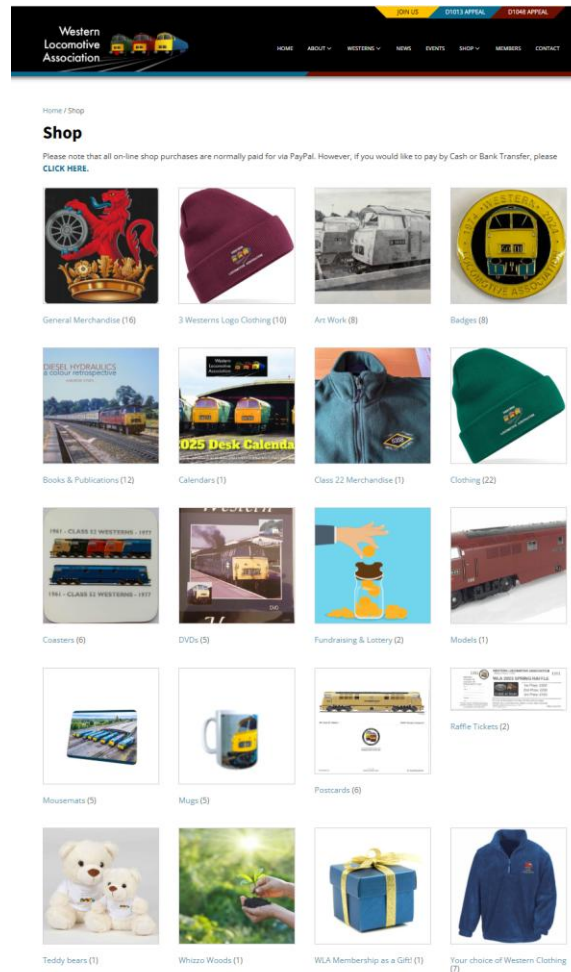 JOIN US
D1013 APPEAL
D1048 APPEAL
Western
Locomotive
Association
HOME
ABOUT
WESTERNS
NEWS
EVENTS
SHOP
MEMBERS
CONTACT
Home / Shop
Shop
Please note that all on-line shop purchases are normally paid for via PayPal. However, if you would like to pay by Cash or Bank Transfer, please
CLICK HERE.
WESTERN
1974
2024
General Merchandise (16)
3 Westerns Logo Clothing (10)
Art Work (8)
Badges (8)
DIESEL HYDRAULICS
a colour retrospective
Western
Locomotive
Association
2025 Desk Calenda
Books & Publications (12)
Calendars (1)
Class 22 Merchandise (1)
Clothing (22)
1961 - CLASS 52 WESTERNS - 1977
1961 - CLASS 52 WESTERNS - 1977
Western
DVD
Coasters (6)
DVDs (5)
Fundraising & Lottery (2)
Models (1)
Mousemats (5)
Mugs (5)
Postcards (6)
Raffle Tickets (2)
Teddy bears (1)
Whizzo Woods (1)
WLA Membership as a Gift! (1)
Your choice of Western Clothing
(7)